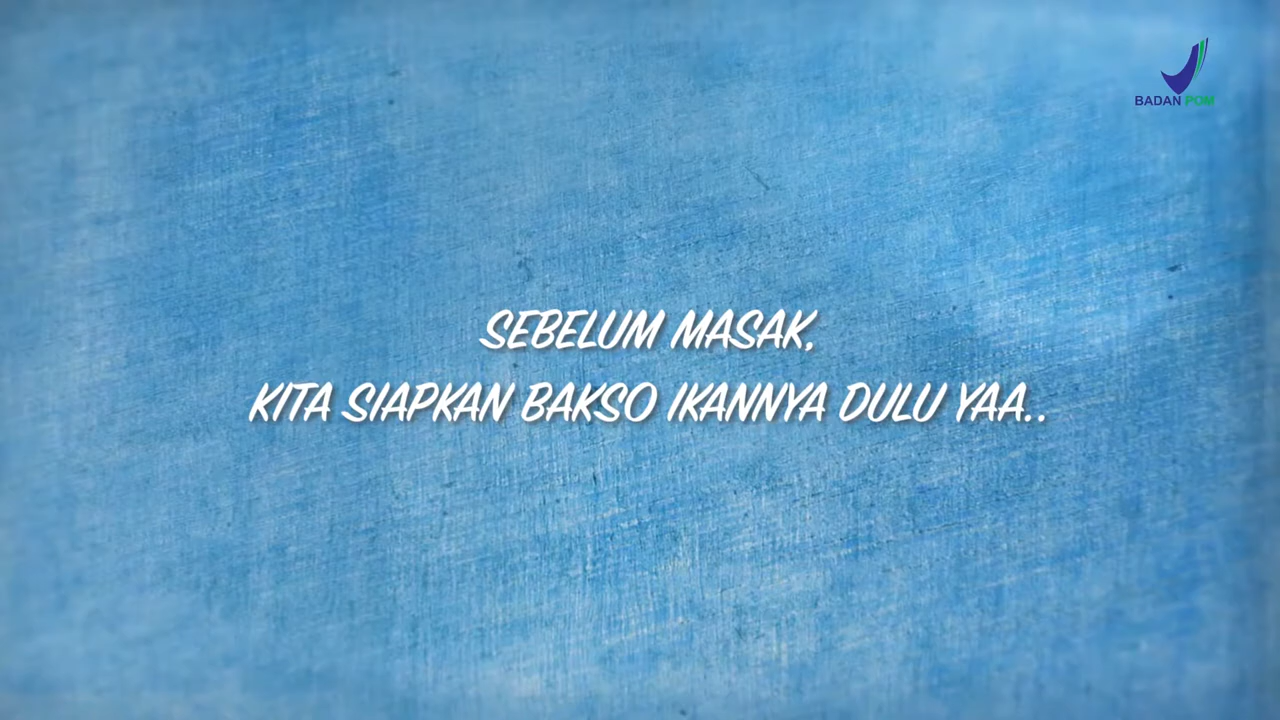 BADAN POM
SEBELUM MASAK,
KITA SIAPKAN BAKSO IKANNYA DULU YAA..